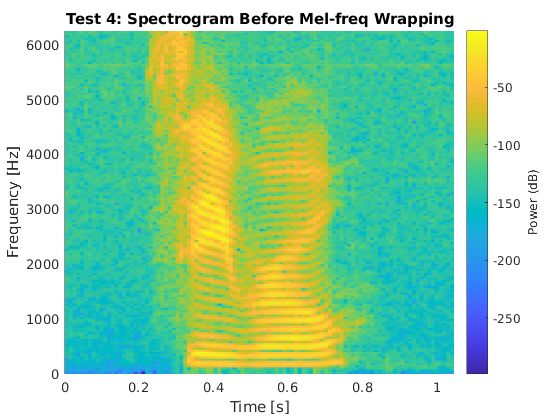 Test 4: Spectrogram Before Mel-freq Wrapping
6000
5000
4000
3000
2000
1000
0
Frequency [Hz]
0 0.2 0.4 0.6 0.8 1
Time [s]
-50
-100
-150
-200
-250
Power (dB)